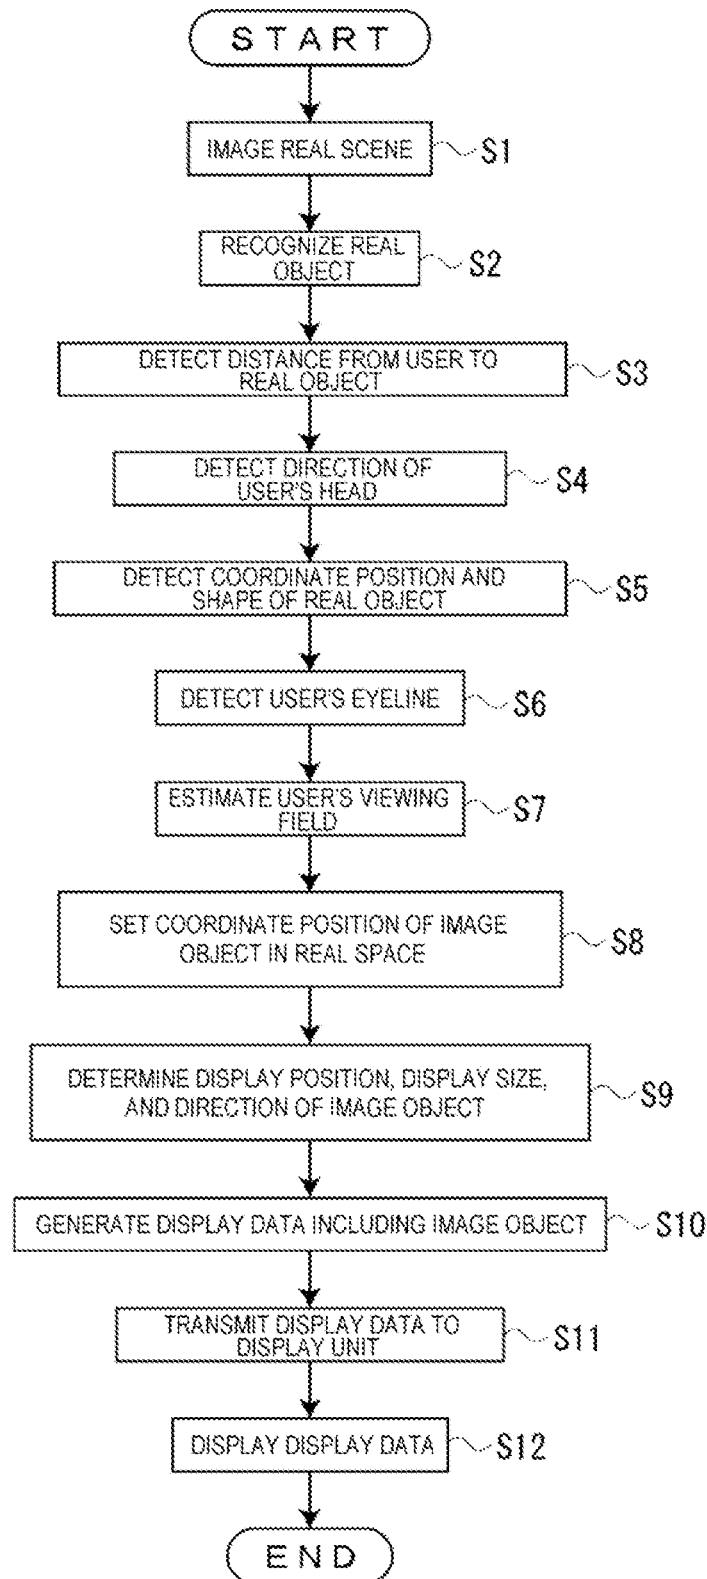 START
IMAGE REAL SCENE
S1
RECOGNIZE REAL
OBJECT
S2
DETECT DISTANCE FROM USER TO
REAL OBJECT
S3
DETECT DIRECTION OF
USER'S HEAD
S4
DETECT COORDINATE POSITION AND
SHAPE OF REAL OBJECT
S5
DETECT USER'S EYELINE
S6
ESTIMATE USER'S VIEWING
FIELD
S7
SET COORDINATE POSITION OF IMAGE
OBJECT IN REAL SPACE
S8
DETERMINE DISPLAY POSITION, DISPLAY SIZE,
AND DIRECTION OF IMAGE OBJECT
S9
GENERATE DISPLAY DATA INCLUDING IMAGE OBJECT
S10
TRANSMIT DISPLAY DATA TO
DISPLAY UNIT
S11
DISPLAY DISPLAY DATA
S12
END